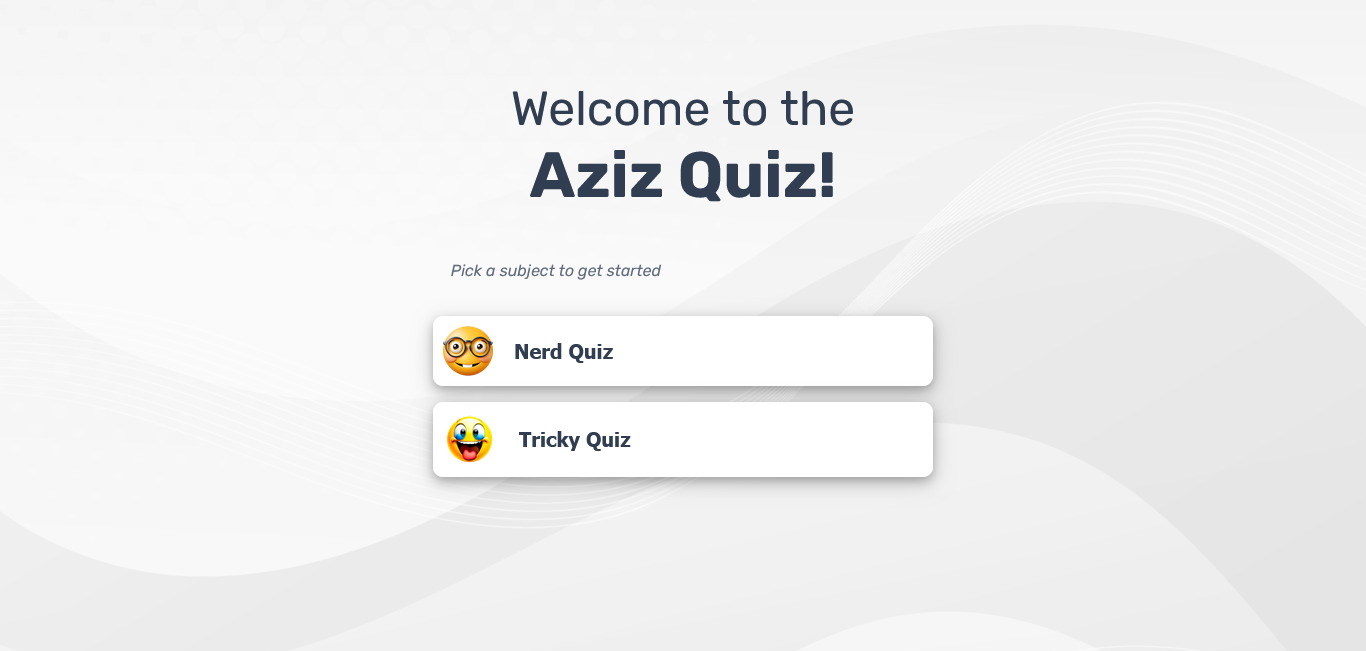 Welcome to the
Aziz Quiz!
Pick a subject to get started
Nerd Quiz
Tricky Quiz